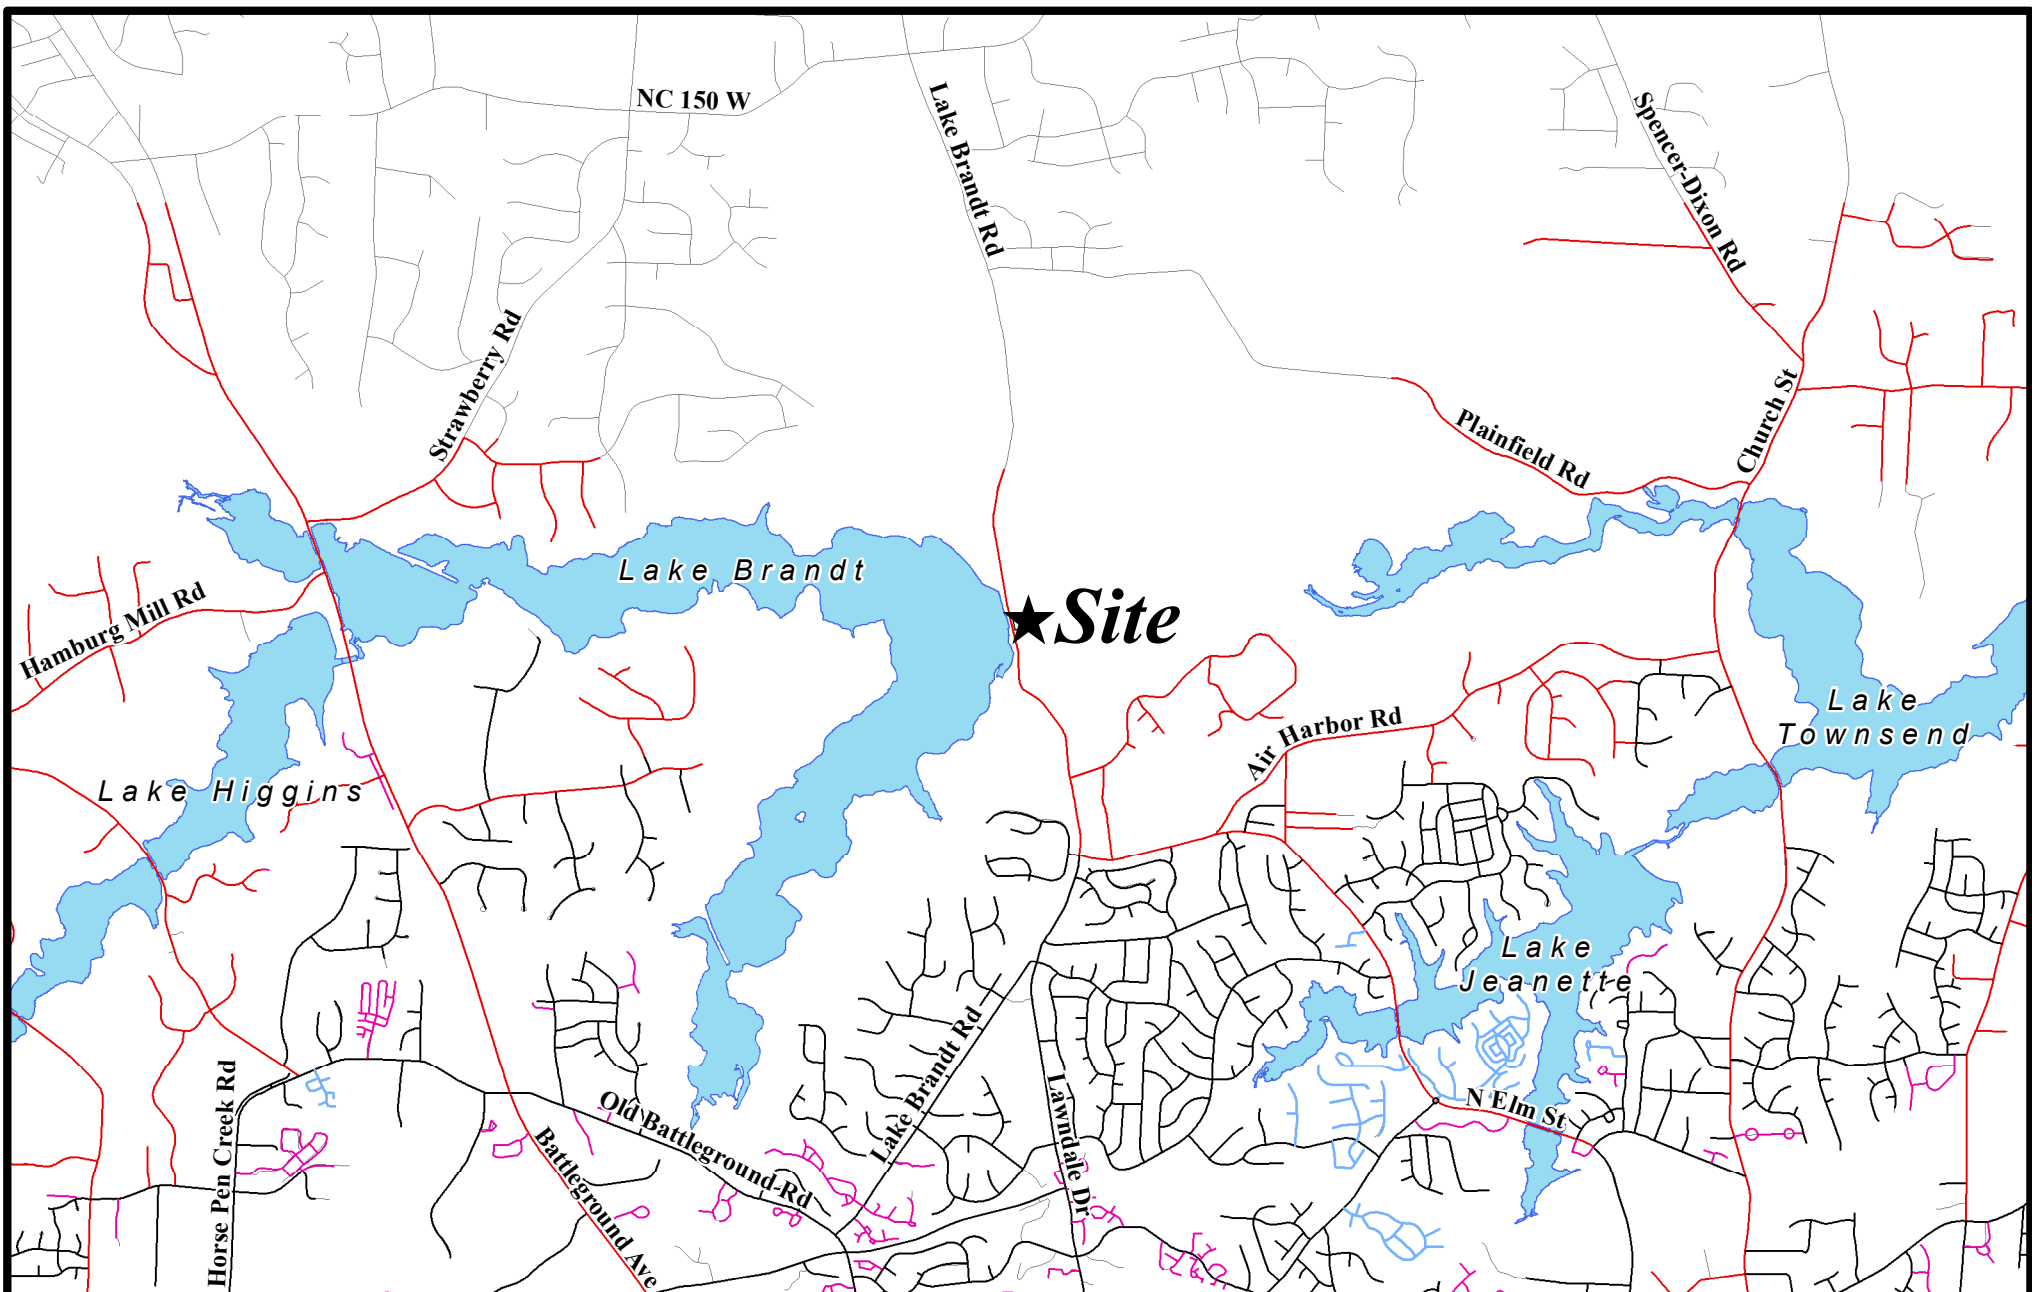 NC 150 W
Lake Brandt Rd
Spencer-Dixon Rd
Strawberry Rd
Church St
Plainfield Rd
Lake Brandt
Hamburg Mill Rd
Site
Lake
Townsend
Air Harbor Rd
Lake Higgins
Lake
Jeanette
Lake Brandt Rd
Horse Pen Creek Rd
Old Battleground Rd
Lawndale Dr
N Elm St
Battleground Ave